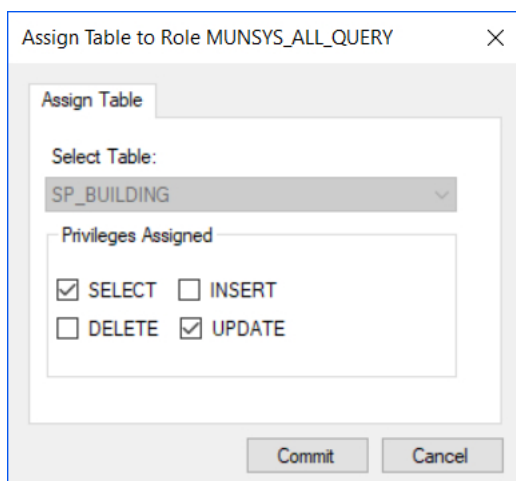 Assign Table to Role MUNSYS_ALL_QUERY
Assign Table
Select Table:
SP_BUILDING
Privileges Assigned
SELECT INSERT
DELETE UPDATE
Commit Cancel